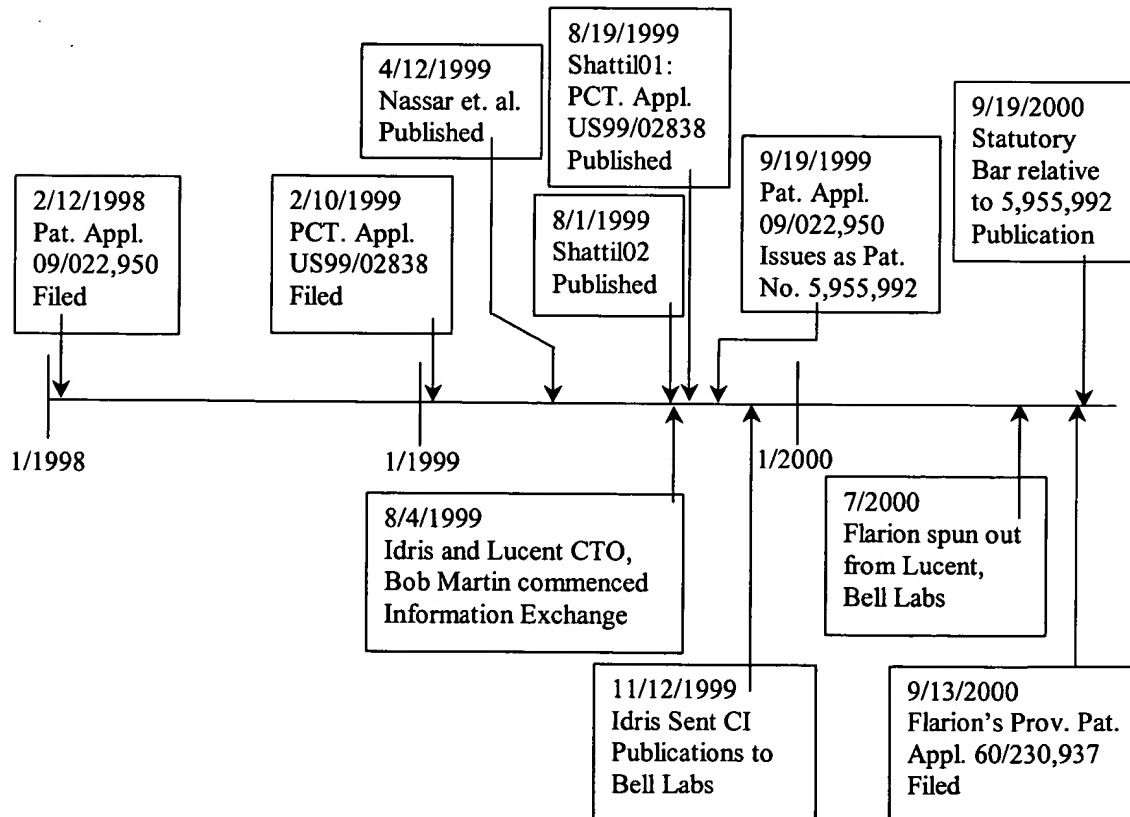 8/19/1999
Shattil01:
PCT. Appl.
US99/02838
Published
4/12/1999
Nassar et. al.
Published
9/19/2000
Statutory
Bar relative
to 5,955,992
Publication
9/19/1999
Pat. Appl.
09/022,950
Issues as Pat.
No. 5,955,992
2/12/1998
Pat. Appl.
09/022,950
Filed
2/10/1999
PCT. Appl.
US99/02838
Filed
8/1/1999
Shattil02
Published
1/1998
1/1999
1/2000
8/4/1999
Idris and Lucent CTO,
Bob Martin commenced
Information Exchange
7/2000
Flarion spun out
from Lucent,
Bell Labs
11/12/1999
Idris Sent CI
Publications to
Bell Labs
9/13/2000
Flarion's Prov. Pat.
Appl. 60/230,937
Filed